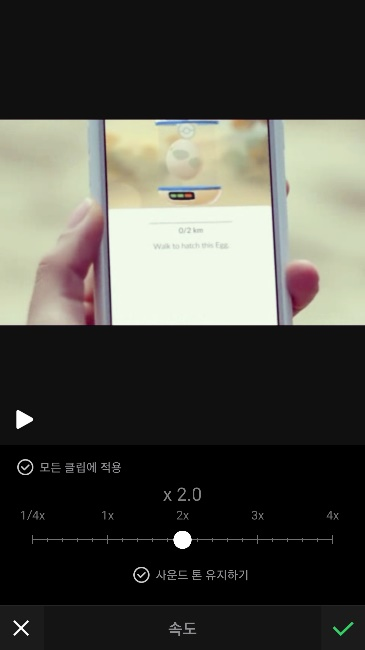 0/2 km
Walk to hatch this Egg.
모든 클립에 적용
x 2.0
1/4x 1x 2x 3x 4x
사운드 톤 유지하기
속도